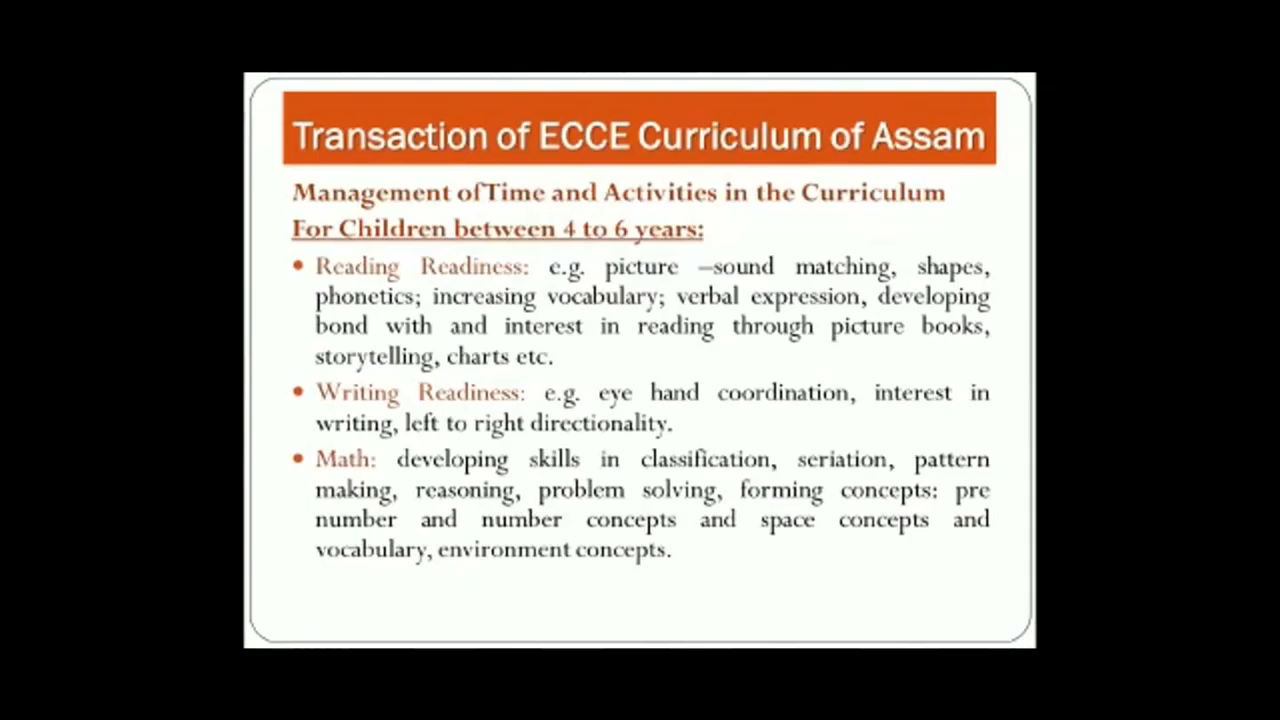 Transaction of ECCE Curriculum of Assam
Management of Time and Activities in the Curriculum
For Children between 4 to 6 years:
• Reading Readiness: e.g. picture –sound matching, shapes,
phonetics; increasing vocabulary; verbal expression, developing
bond with and interest in reading through picture books,
storytelling, charts etc.
• Writing Readiness: e.g. eye hand coordination, interest in
writing, left to right directionality.
• Math: developing skills in classification, seriation, pattern
making, reasoning, problem solving, forming concepts: pre
number and number concepts and space concepts and
vocabulary, environment concepts.